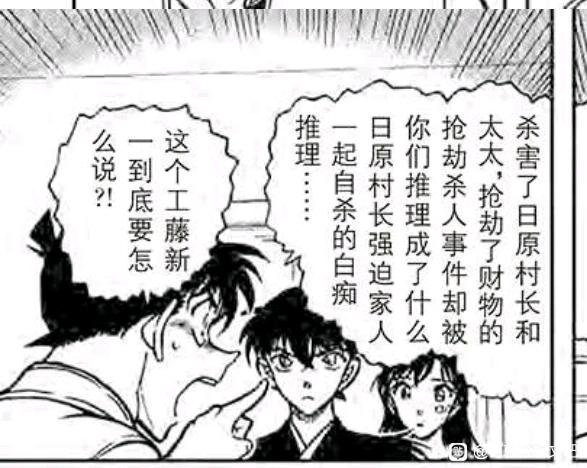 杀害了日原村长和
太太，抢劫了财物的
抢劫杀人事件却被
你们推理成了什么
日原村长强迫家人
一起自杀的白痴
推理……
这个工藤新
一到底要怎
么说？！